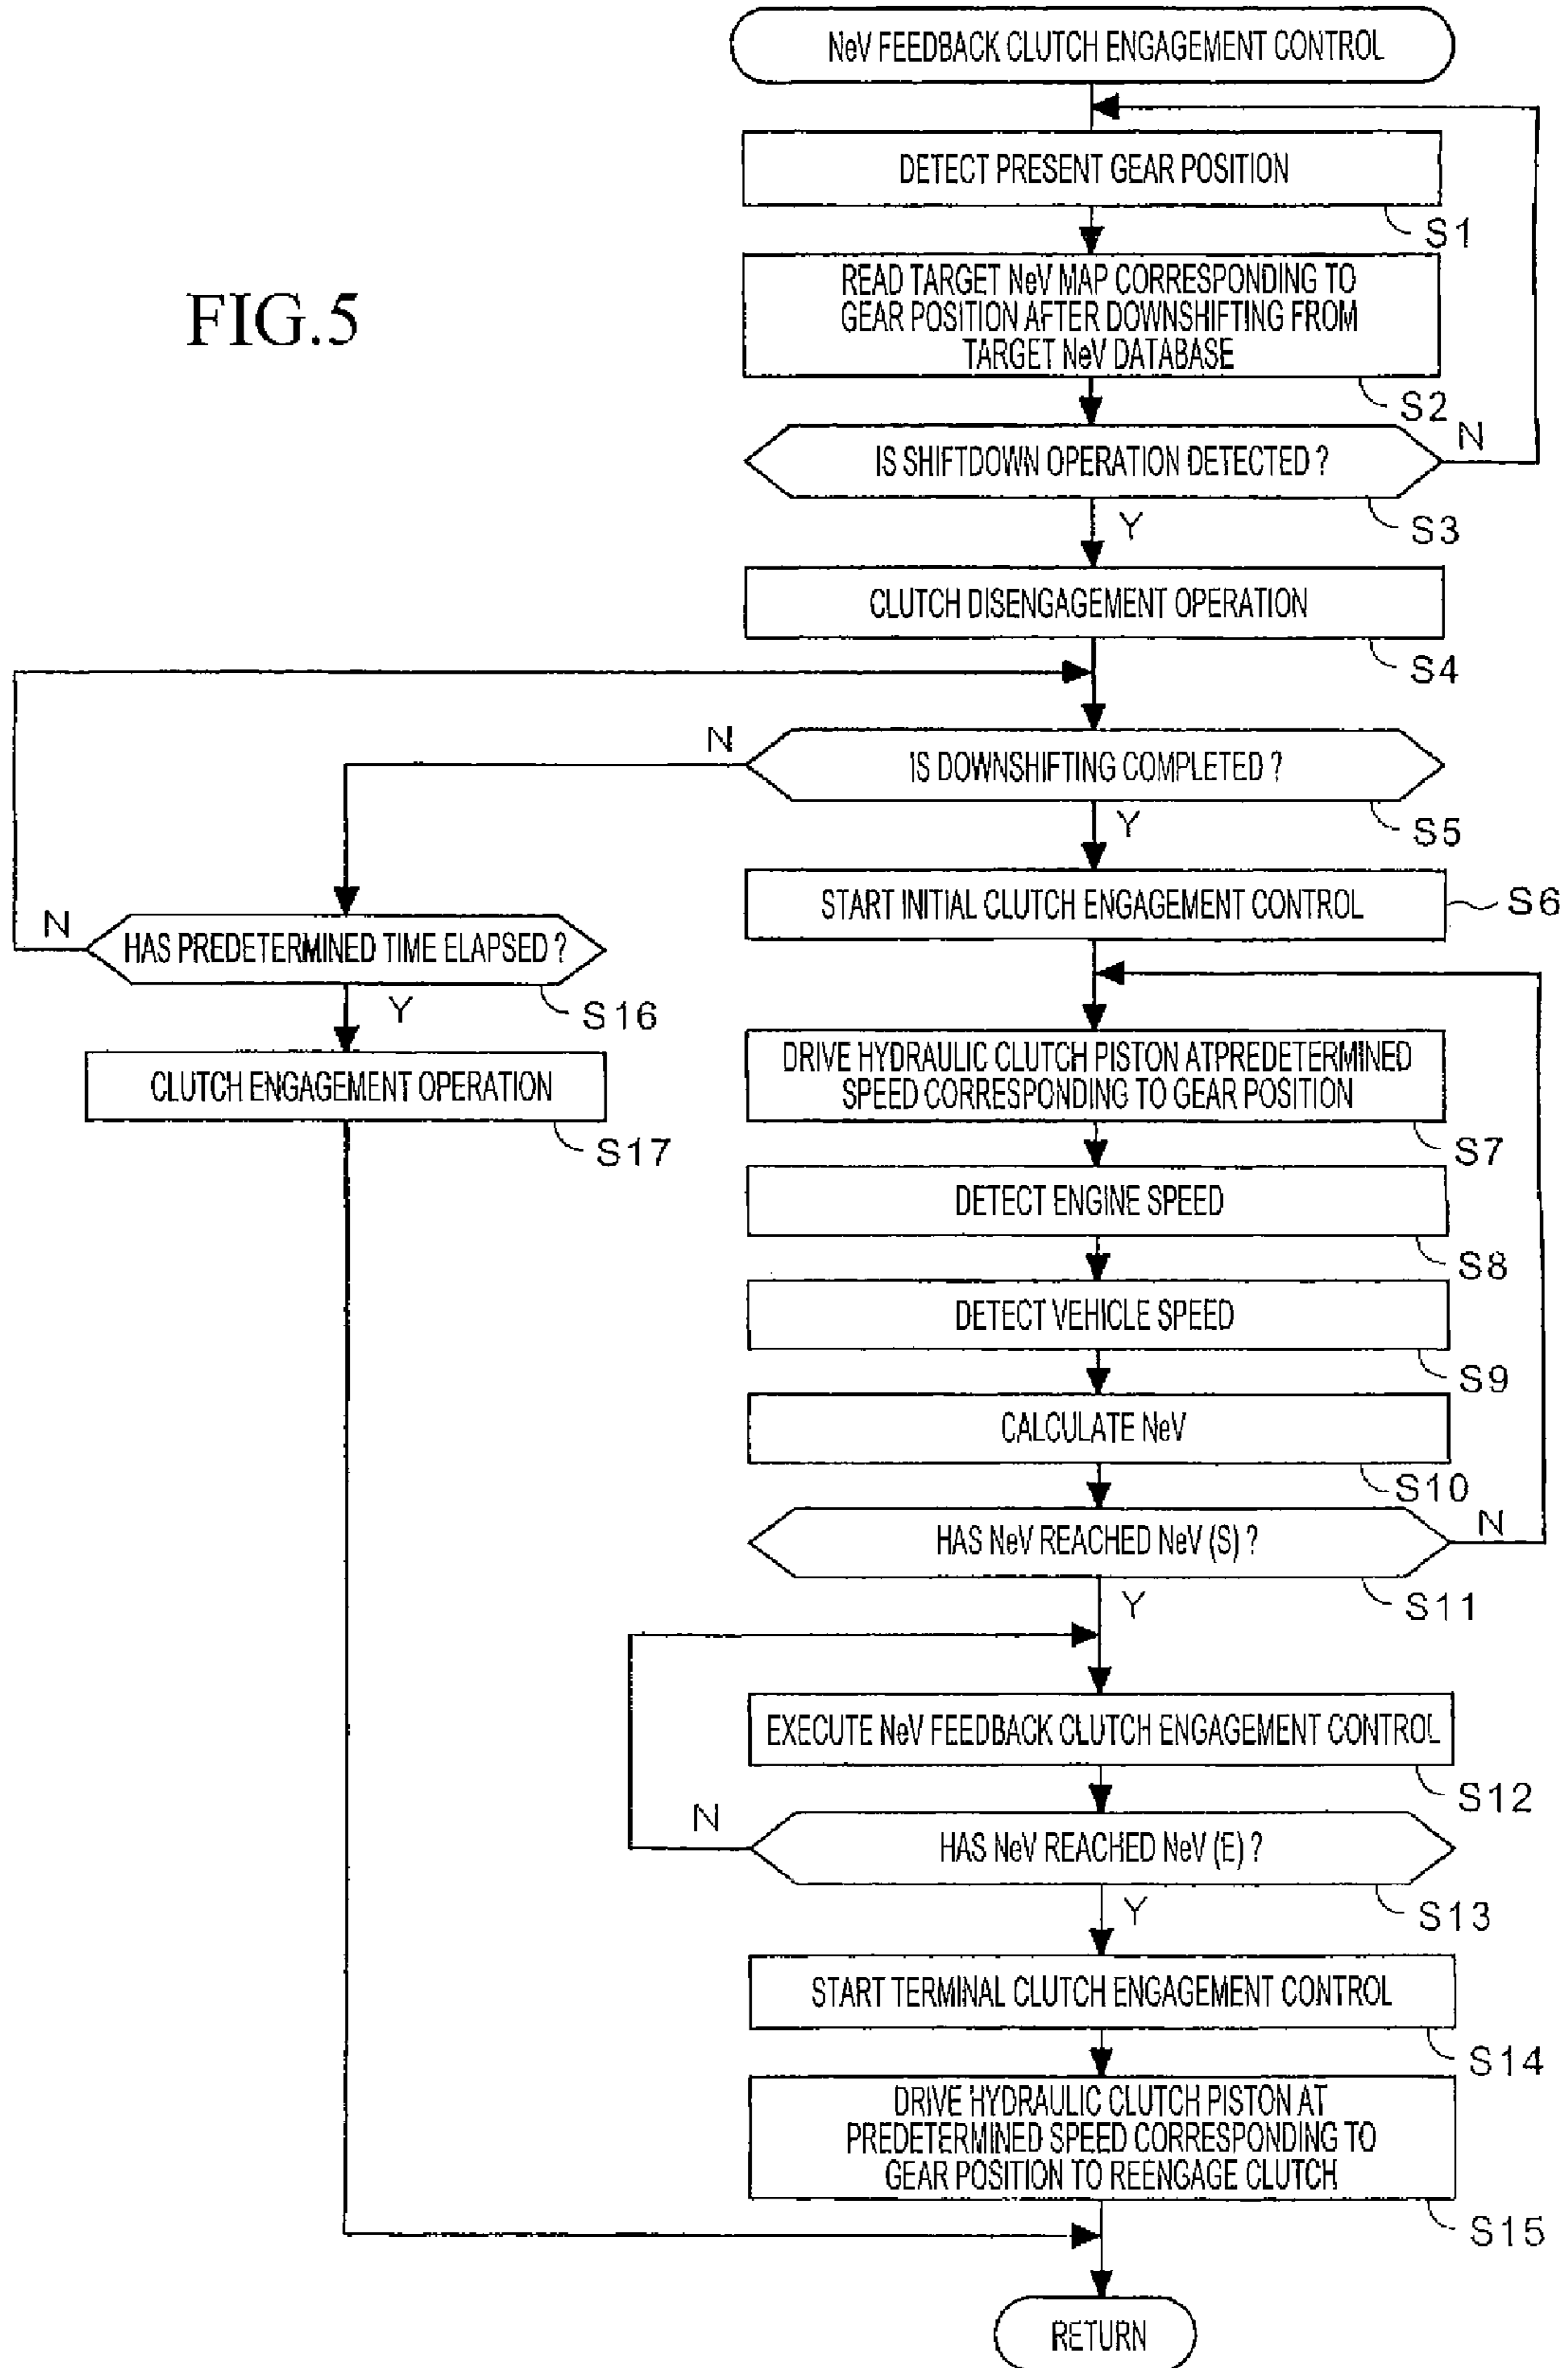 NeV FEEDBACK CLUTCH ENGAGEMENT CONTROL
DETECT PRESENT GEAR POSITION
S1
FIG.5
READ TARGET NeV MAP CORRESPONDING TO
GEAR POSITION AFTER DOWNSHIFTING FROM
TARGET NeV DATABASE
S2
N
IS SHIFTDOWN OPERATION DETECTED ?
S3
Y
CLUTCH DISENGAGEMENT OPERATION
S4
N
IS DOWNSHIFTING COMPLETED ?
S5
Y
START INITIAL CLUTCH ENGAGEMENT CONTROL
S6
N
HAS PREDETERMINED TIME ELAPSED ?
S16
Y
CLUTCH ENGAGEMENT OPERATION
S17
DRIVE HYDRAULIC CLUTCH PISTON ATPREDETERMINED
SPEED CORRESPONDING TO GEAR POSITION
S7
DETECT ENGINE SPEED
S8
DETECT VEHICLE SPEED
S9
CALCULATE NeV
S10
N
HAS NeV REACHED NeV (S) ?
S11
Y
EXECUTE NeV FEEDBACK CLUTCH ENGAGEMENT CONTROL
S12
N
HAS NeV REACHED NeV (E) ?
S13
Y
START TERMINAL CLUTCH ENGAGEMENT CONTROL
S14
DRIVE HYDRAULIC CLUTCH PISTON AT
PREDETERMINED SPEED CORRESPONDING TO
GEAR POSITION TO REENGAGE CLUTCH
S15
RETURN